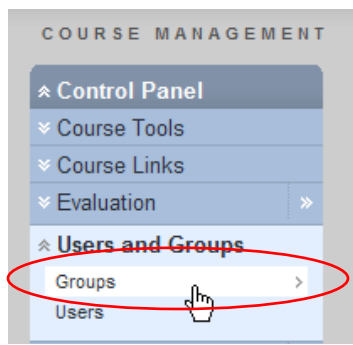 COURSE MANAGEMENT
Control Panel
Course Tools
Course Links
Evaluation
Users and Groups
Groups
Users